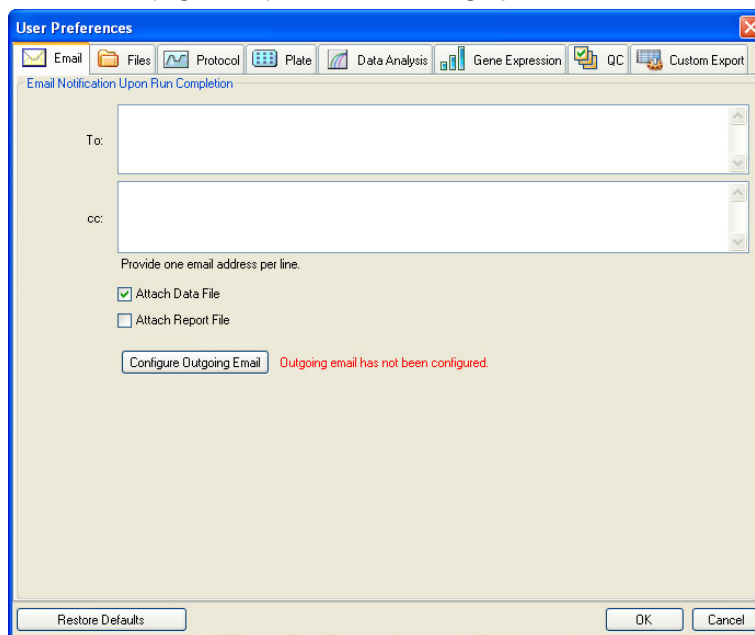 User Preferences
Email Files Protocol Plate Data Analysis Gene Expression QC Custom Export
Email Notification Upon Run Completion
To:
cc:
Provide one email address per line.
Attach Data File
Attach Report File
Configure Outgoing Email Outgoing email has not been configured.
Restore Defaults OK Cancel